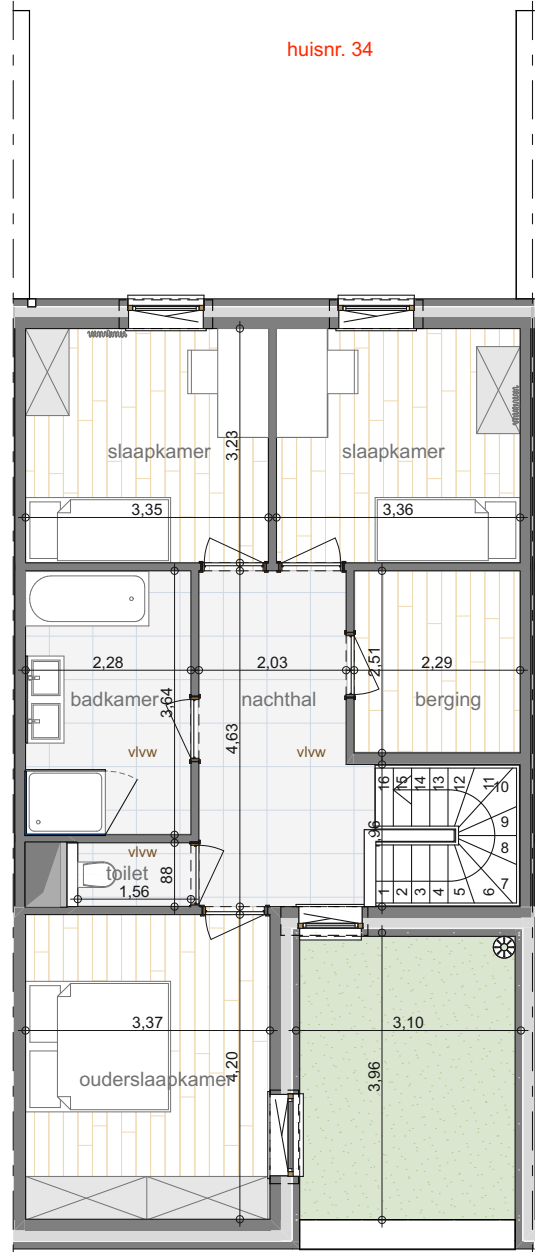 huisnr. 34
slaapkamer
slaapkamer
3,23
3,35
3,36
2,28
2,03
2,51
2,29
badkamer
3,64
nachthal
berging
4,63
vlvw
vlvw
16
15
14
13
12
11
10
9
8
7
6
5
4
3
2
1
,96
vlvw
toilet
88
1,56
3,37
3,10
ouderslaapkamer
4,20
3,96